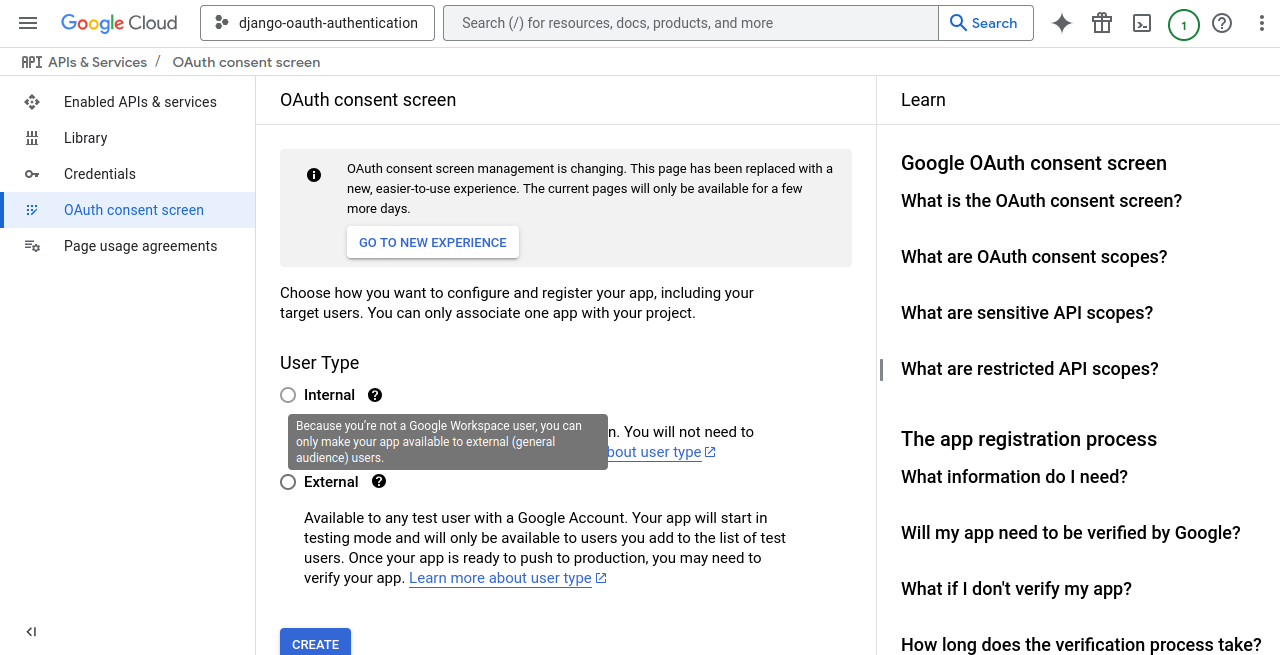 Google Cloud
django-oauth-authentication
Search (/) for resources, docs, products, and more
Search
1
API APIs & Services / OAuth consent screen
Enabled APIs & services
Library
Credentials
OAuth consent screen
Page usage agreements
OAuth consent screen
OAuth consent screen management is changing. This page has been replaced with a
new, easier-to-use experience. The current pages will only be available for a few
more days.
GO TO NEW EXPERIENCE
Choose how you want to configure and register your app, including your
target users. You can only associate one app with your project.
User Type
Internal
Because you're not a Google Workspace user, you can
only make your app available to external (general
audience) users.
n. You will not need to
bout user type
External
Available to any test user with a Google Account. Your app will start in
testing mode and will only be available to users you add to the list of test
users. Once your app is ready to push to production, you may need to
verify your app. Learn more about user type
CREATE
Learn
Google OAuth consent screen
What is the OAuth consent screen?
What are OAuth consent scopes?
What are sensitive API scopes?
What are restricted API scopes?
The app registration process
What information do I need?
Will my app need to be verified by Google?
What if I don't verify my app?
How long does the verification process take?